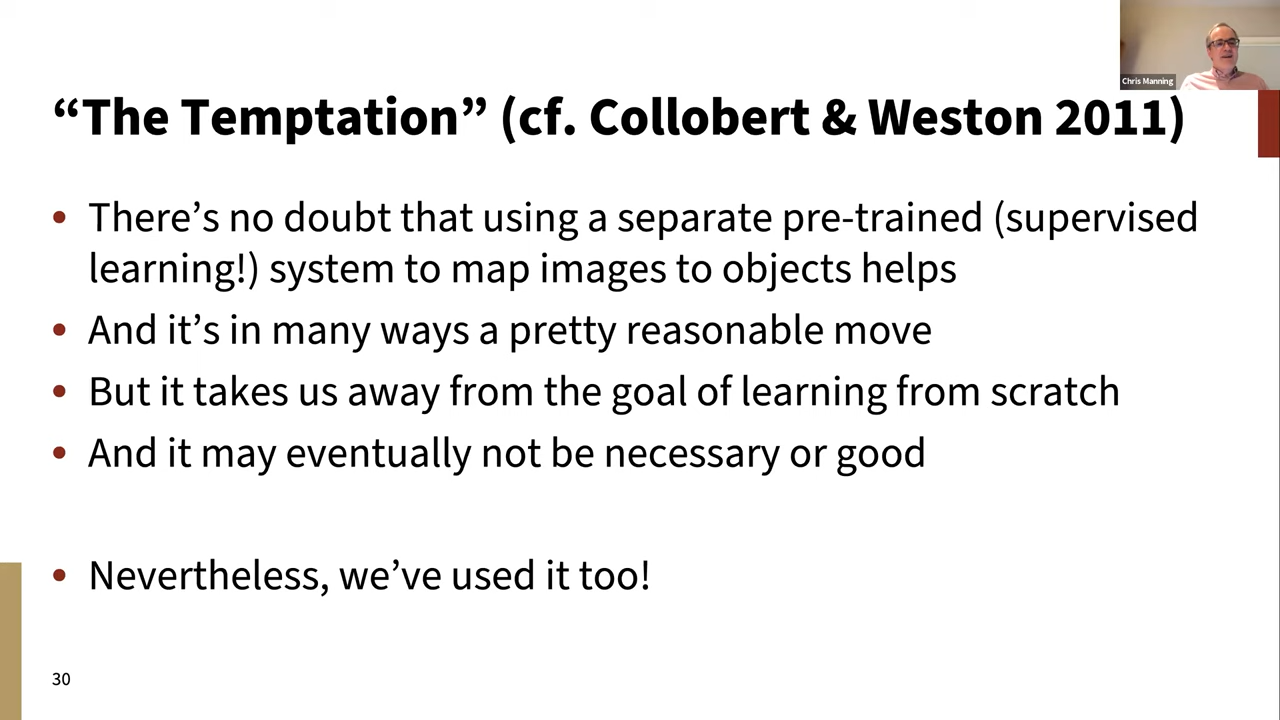 Chris Manning
“The Temptation” (cf. Collobert & Weston 2011)
• There’s no doubt that using a separate pre-trained (supervised
learning!) system to map images to objects helps
• And it’s in many ways a pretty reasonable move
• But it takes us away from the goal of learning from scratch
• And it may eventually not be necessary or good
• Nevertheless, we’ve used it too!
30